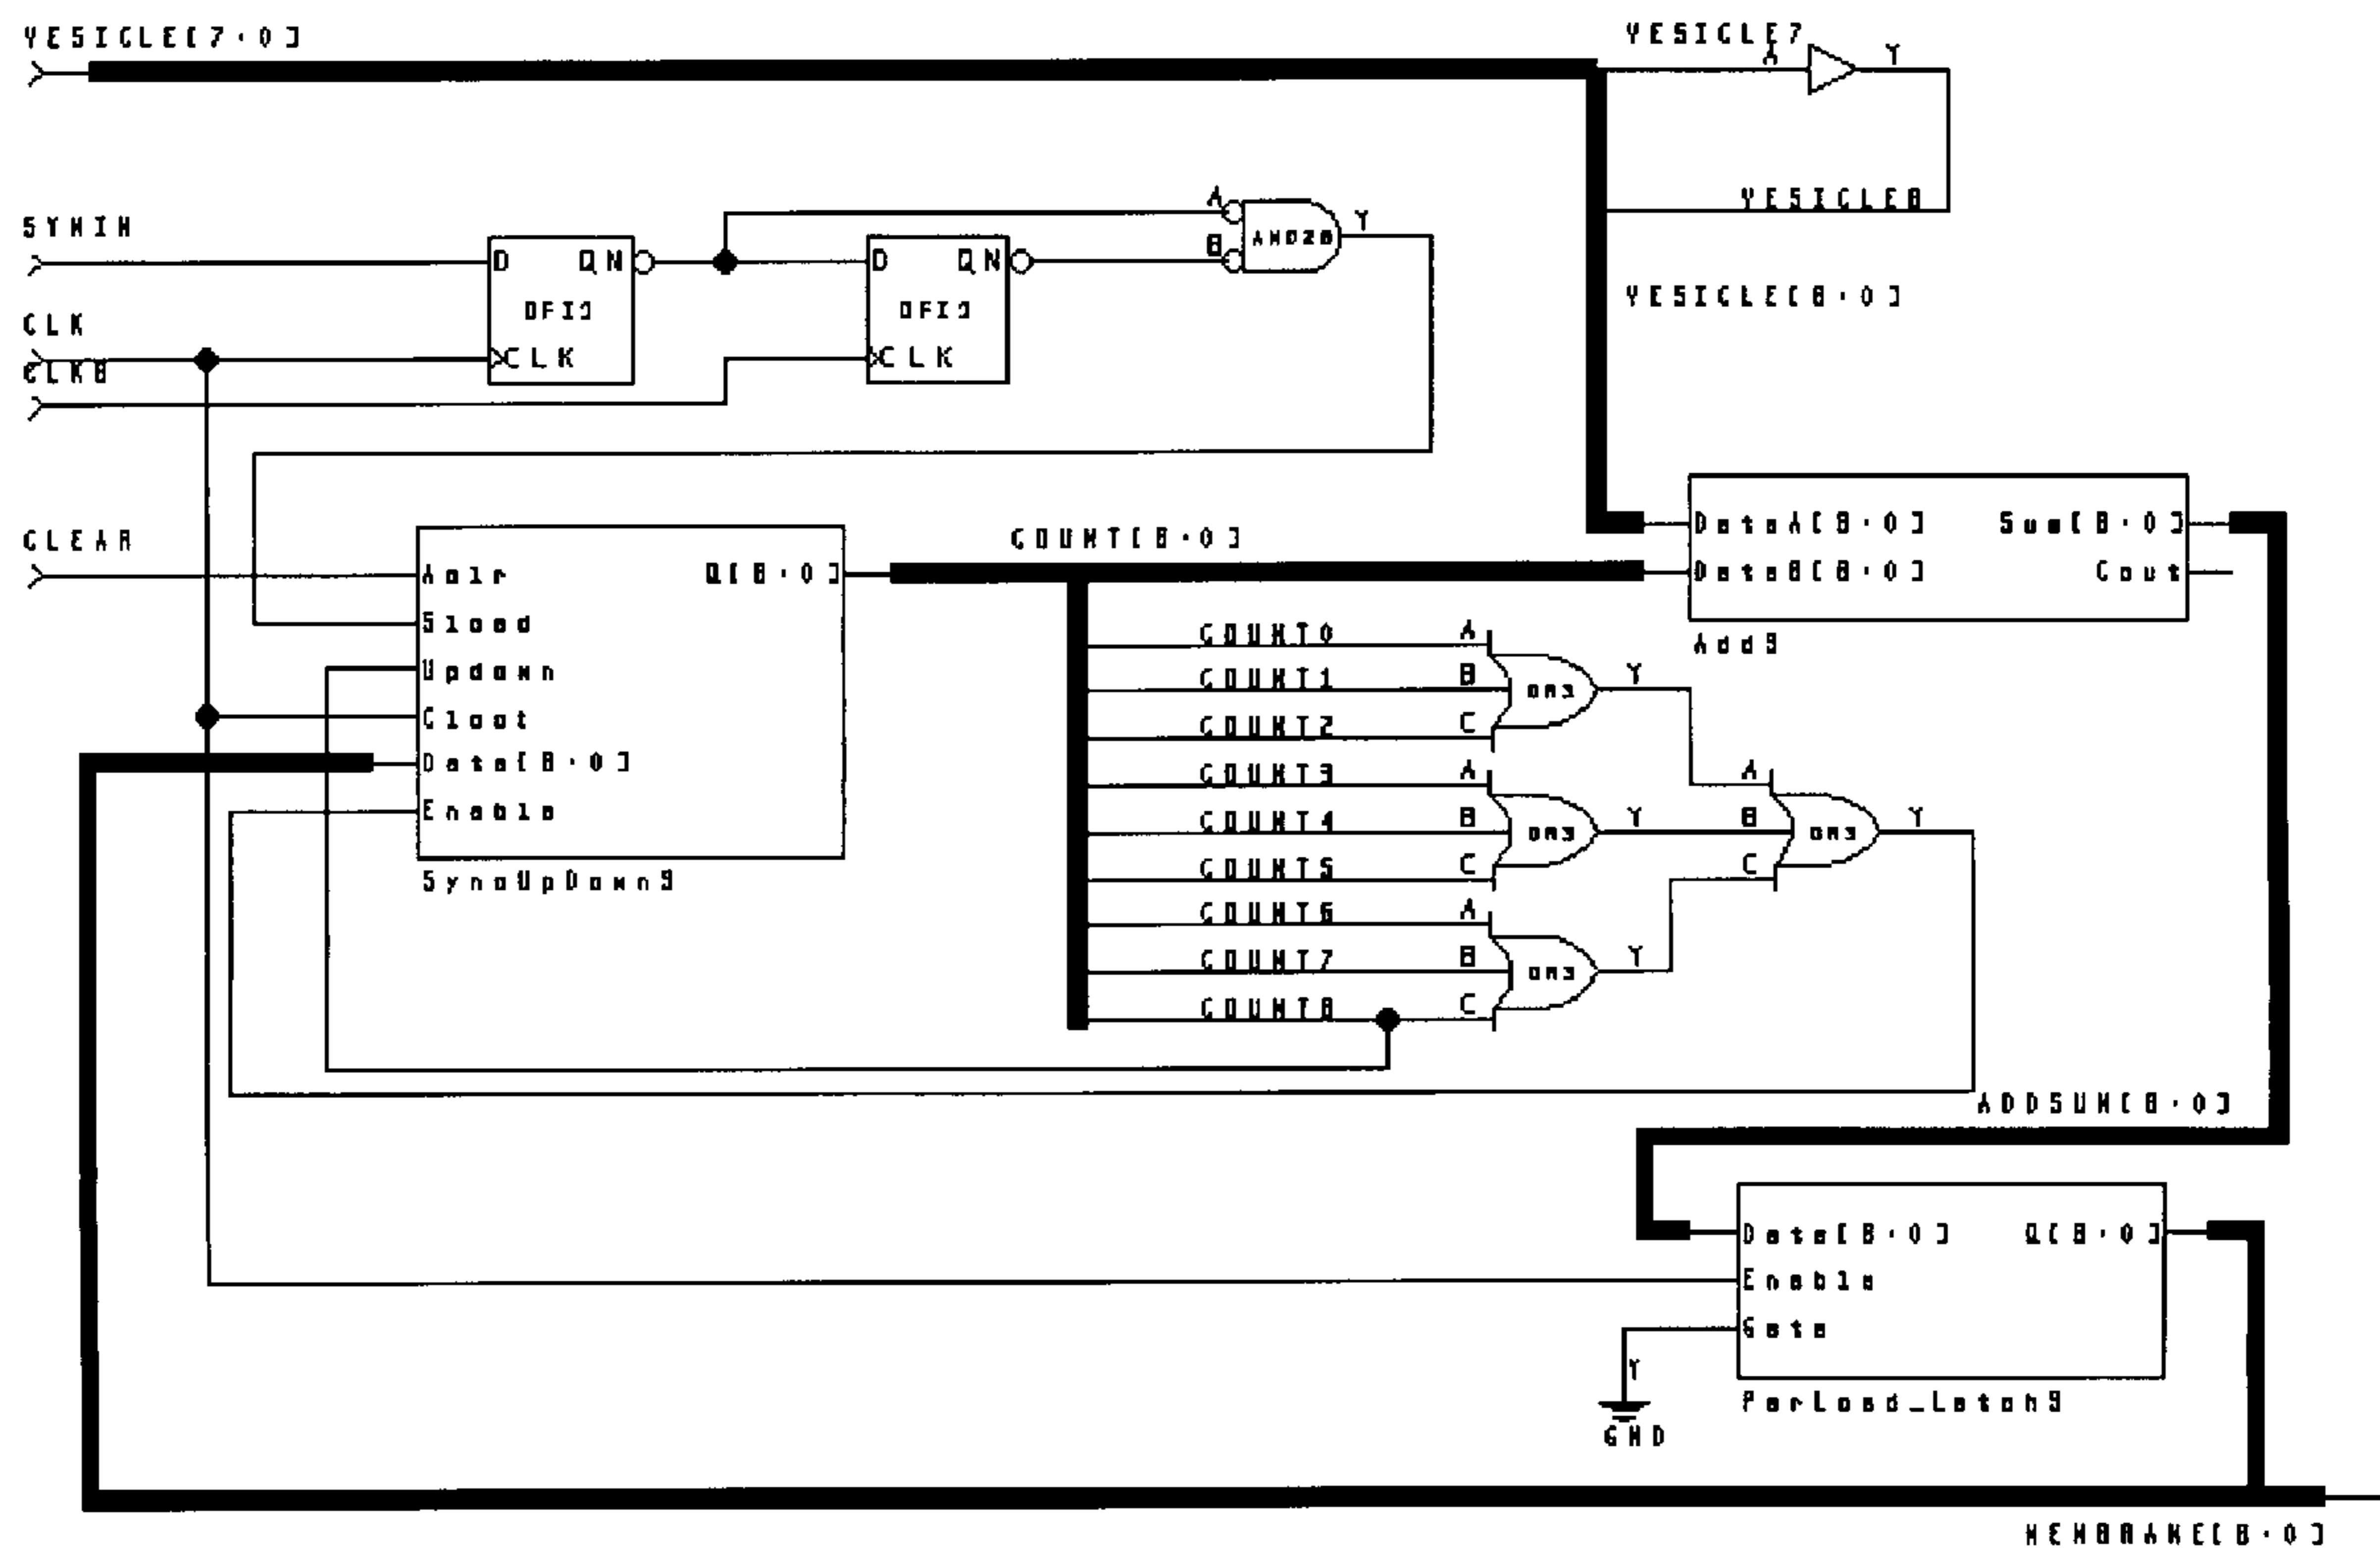 VESICLE[7:0]
VESICLE7
A
Y
VESICLE8
VESICLE[8:0]
SYNIN
CLK
CLKB
D QN
DFI3
CLK
D QN
DFI3
CLK
A
B
AND2B
Y
CLEAR
Aclr Q[8:0]
Sload
Updown
Clock
Data[8:0]
Enable
SyncUpDown9
COUNT[8:0]
DataA[8:0] Sum[8:0]
DataB[8:0] Cout
Add9
COUNT0 A
COUNT1 B OR3 Y
COUNT2 C
COUNT3 A
COUNT4 B OR3 Y
COUNT5 C
COUNT6 A
COUNT7 B OR3 Y
COUNT8 C
A
B OR3 Y
C
ADDSUM[8:0]
Data[8:0] Q[8:0]
Enable
Gate
ParLoad_Latch9
Y
GND
MEMBRANE[8:0]